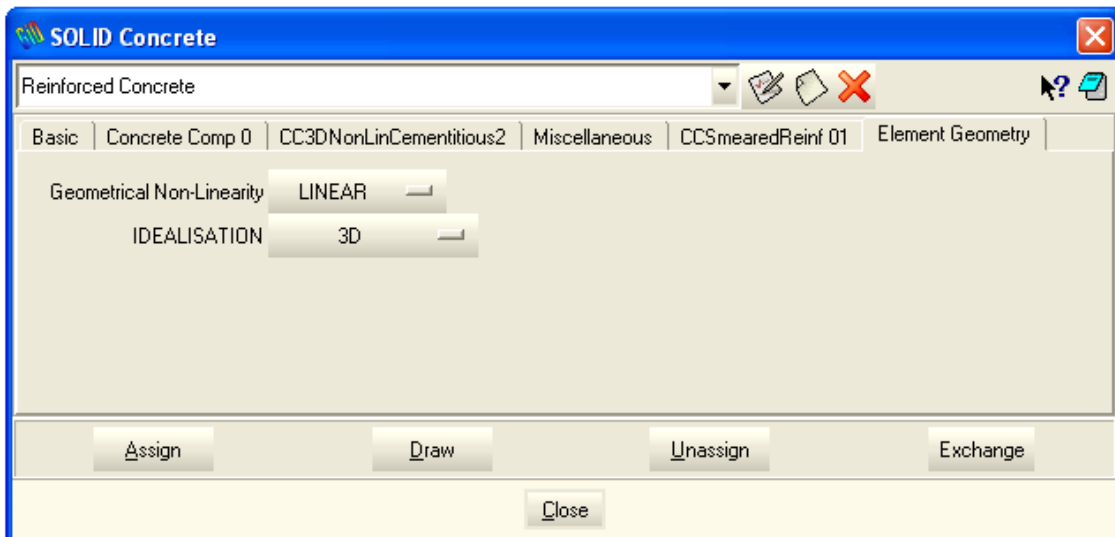 SOLID Concrete
Reinforced Concrete
Basic Concrete Comp 0 CC3DNonLinCementitious2 Miscellaneous CCSmearedReinf 01 Element Geometry
Geometrical Non-Linearity LINEAR
IDEALISATION 3D
Assign Draw Unassign Exchange
Close